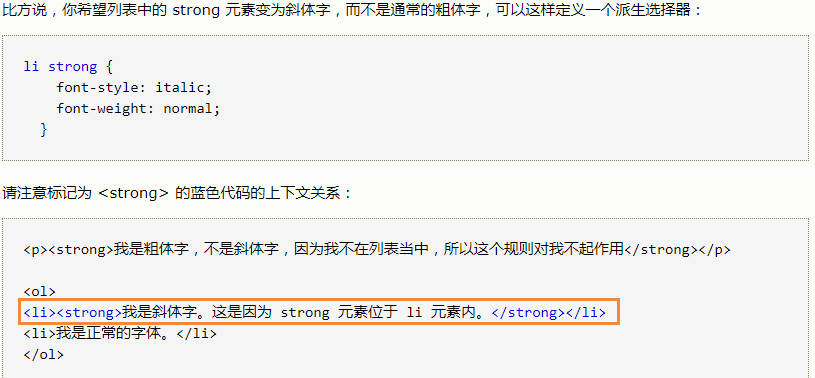 比方说，你希望列表中的 strong 元素变为斜体字，而不是通常的粗体字，可以这样定义一个派生选择器：
li strong {
font-style: italic;
font-weight: normal;
}
请注意标记为 <strong> 的蓝色代码的上下文关系：
<p><strong>我是粗体字，不是斜体字，因为我不在列表当中，所以这个规则对我不起作用</strong></p>
<ol>
<li><strong>我是斜体字。这是因为 strong 元素位于 li 元素内。</strong></li>
<li>我是正常的字体。</li>
</ol>